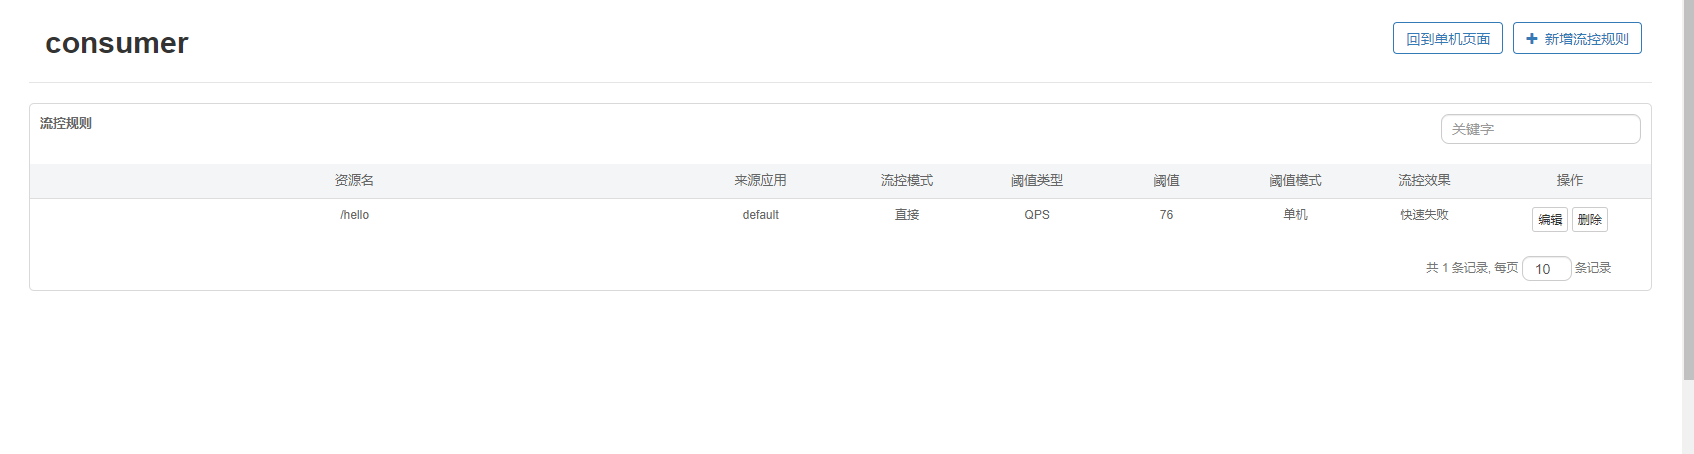 consumer
回到单机页面
新增流控规则
流控规则
关键字
资源名 来源应用 流控模式 阈值类型 阈值 阈值模式 流控效果 操作
/hello default 直接 QPS 76 单机 快速失败 编辑 删除
共 1 条记录, 每页 10 条记录